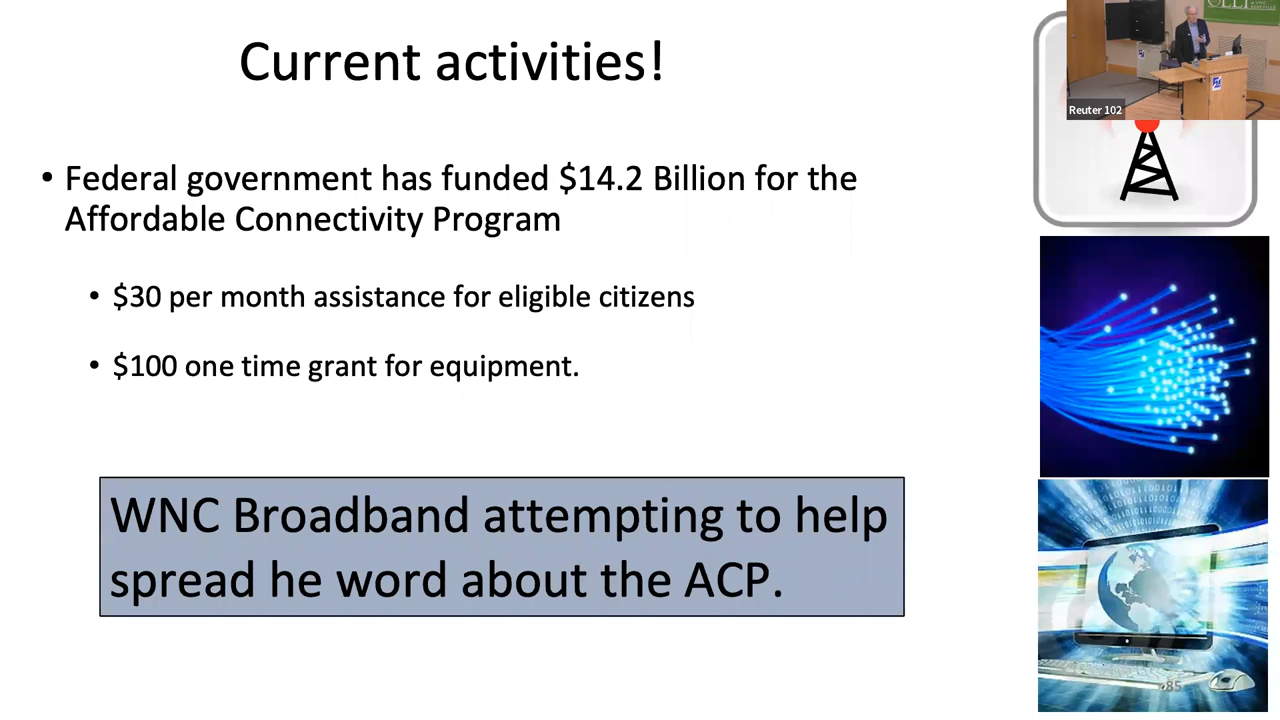 Current activities!
• Federal government has funded $14.2 Billion for the
Affordable Connectivity Program
• $30 per month assistance for eligible citizens
• $100 one time grant for equipment.
WNC Broadband attempting to help
spread he word about the ACP.
Reuter 102
85